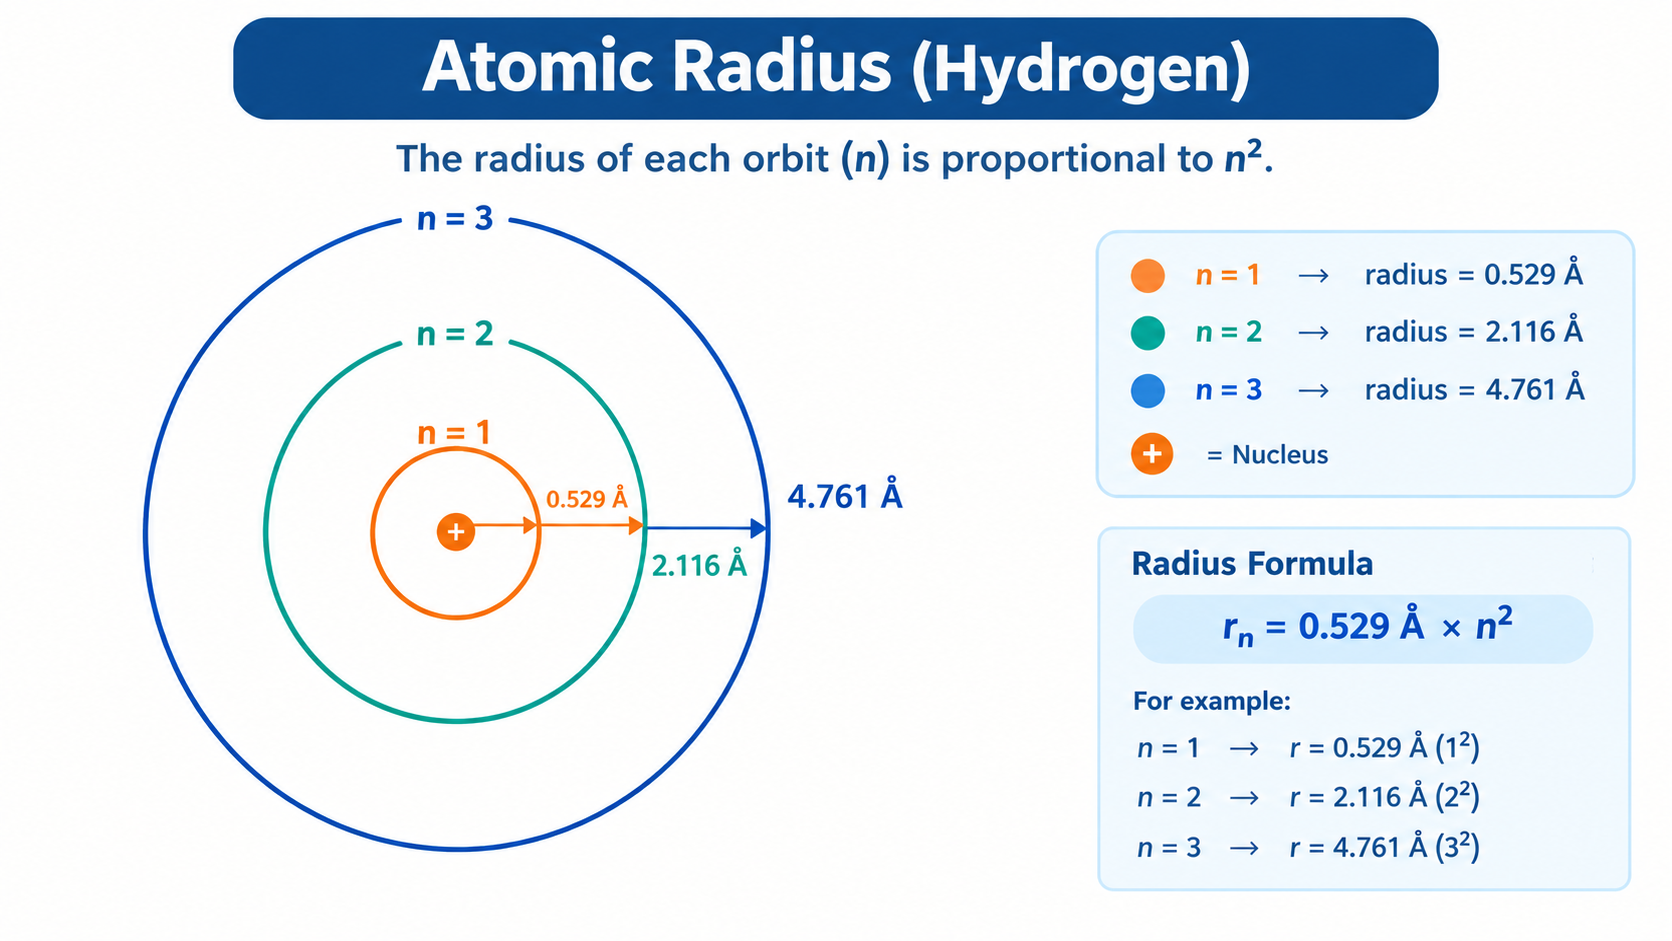 Atomic Radius (Hydrogen)
The radius of each orbit (n) is proportional to n².
n = 3
n = 2
n = 1
0.529 Å
2.116 Å
4.761 Å
n = 1 → radius = 0.529 Å
n = 2 → radius = 2.116 Å
n = 3 → radius = 4.761 Å
+ = Nucleus
+
Radius Formula
rₙ = 0.529 Å × n²
For example:
n = 1 → r = 0.529 Å (1²)
n = 2 → r = 2.116 Å (2²)
n = 3 → r = 4.761 Å (3²)